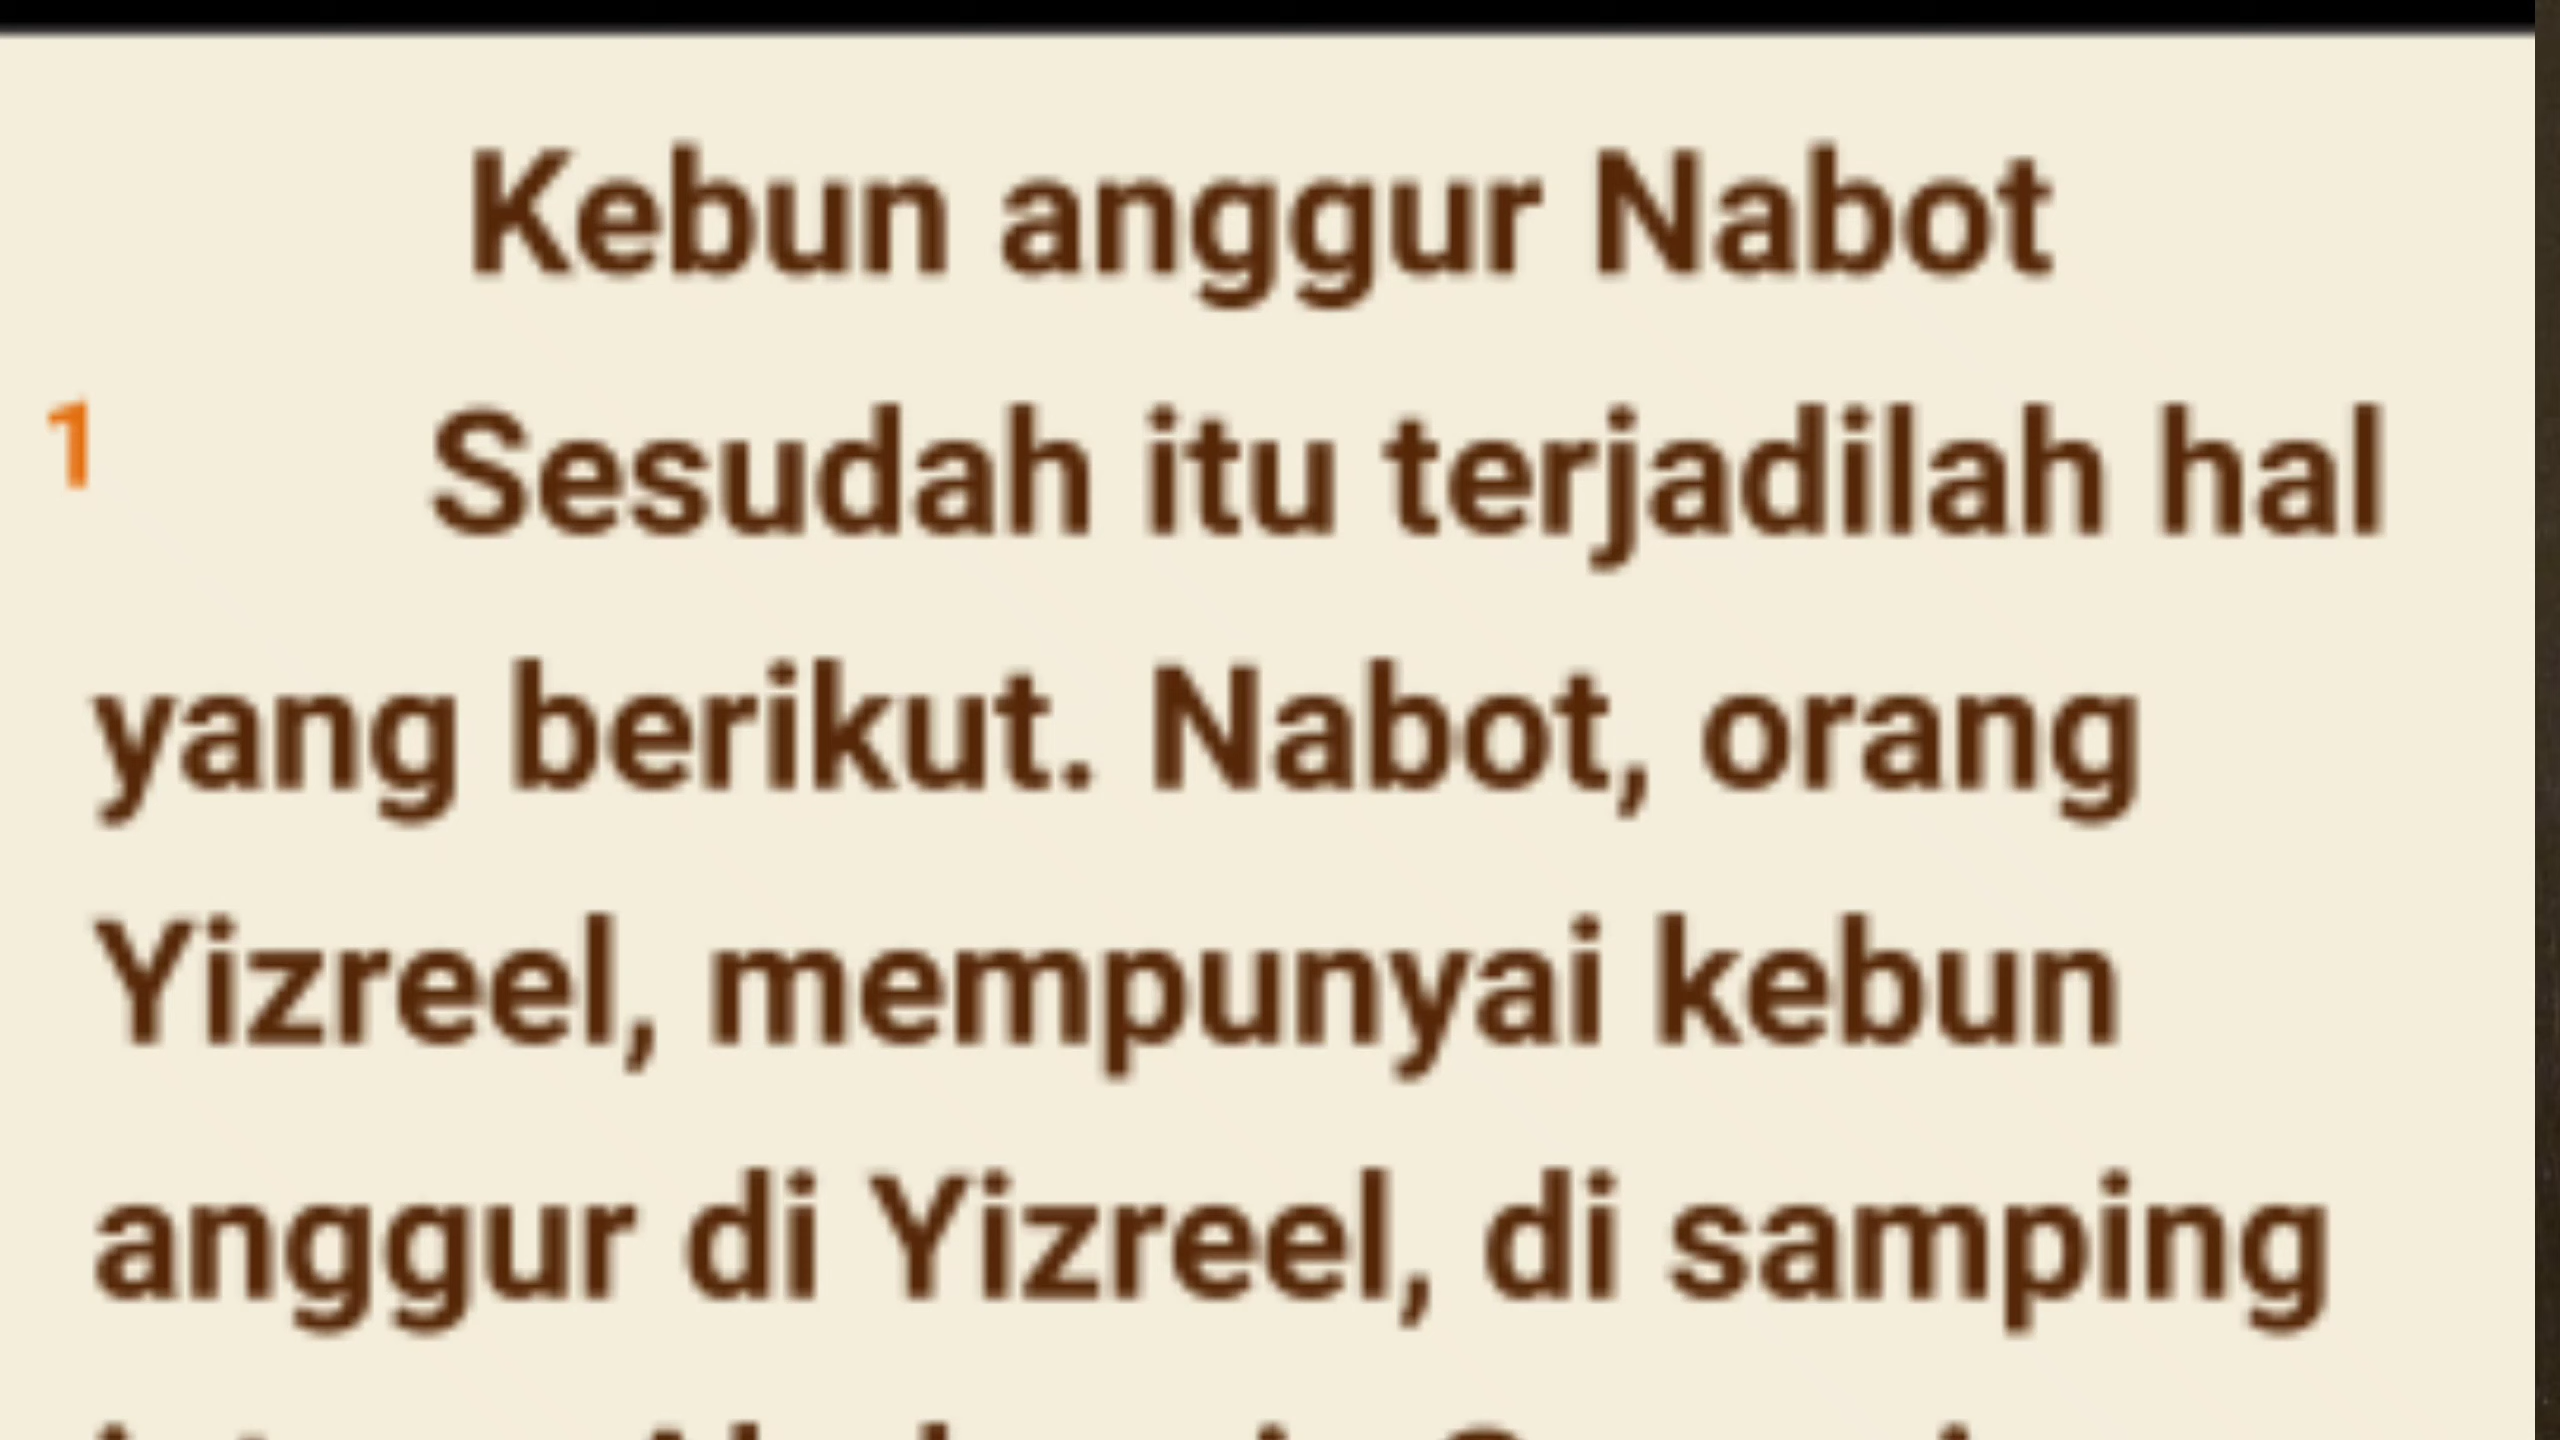 Kebun anggur Nabot
1 Sesudah itu terjadilah hal
yang berikut. Nabot, orang
Yizreel, mempunyai kebun
anggur di Yizreel, di samping